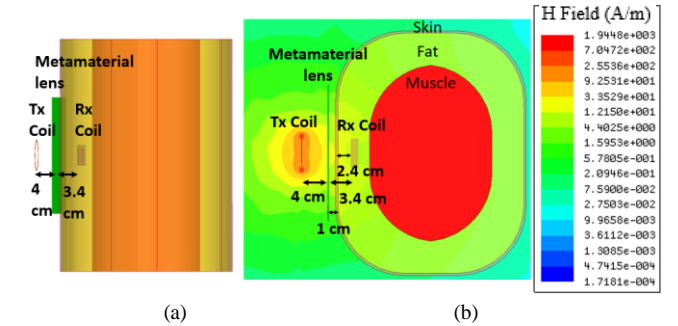 Metamaterial
lens
Tx
Coil
Rx
Coil
4
cm
3.4
cm
(a)
Skin
Fat
Muscle
Metamaterial
lens
Tx Coil
Rx Coil
2.4 cm
4 cm
3.4 cm
1 cm
(b)
H Field (A/m)
1.9448e+003
7.0472e+002
2.5536e+002
9.2531e+001
3.3529e+001
1.2150e+001
4.4025e+000
1.5953e+000
5.7805e-001
2.0946e-001
7.5900e-002
2.7503e-002
9.9658e-003
3.6112e-003
1.3085e-003
4.7415e-004
1.7181e-004